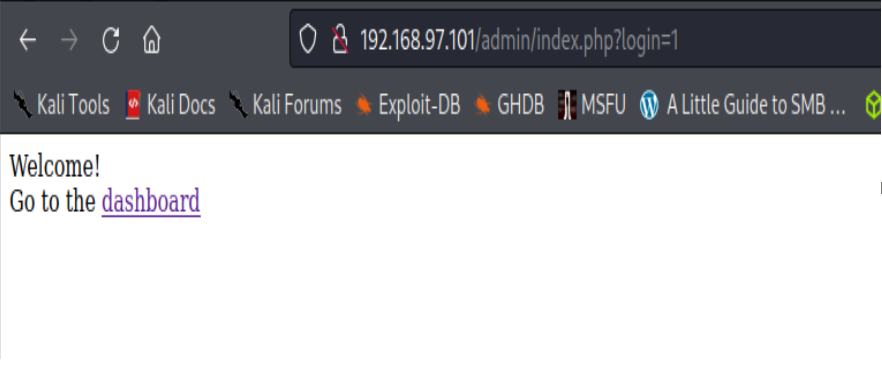 192.168.97.101/admin/index.php?login=1
Kali Tools Kali Docs Kali Forums Exploit-DB GHDB MSFU A Little Guide to SMB ...
Welcome!
Go to the dashboard